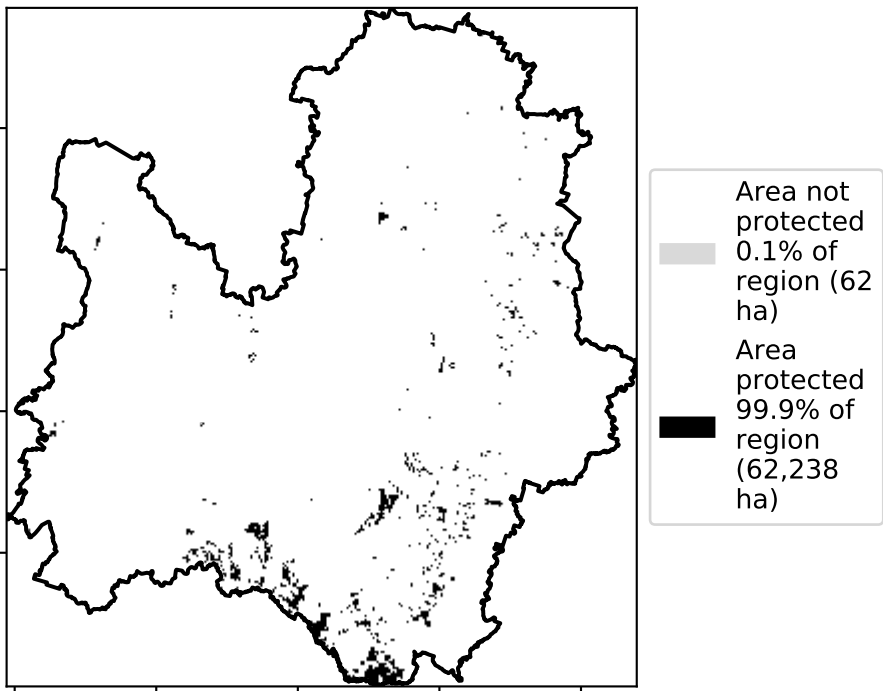 Area not
protected
0.1% of
region (62
ha)
Area
protected
99.9% of
region
(62,238
ha)